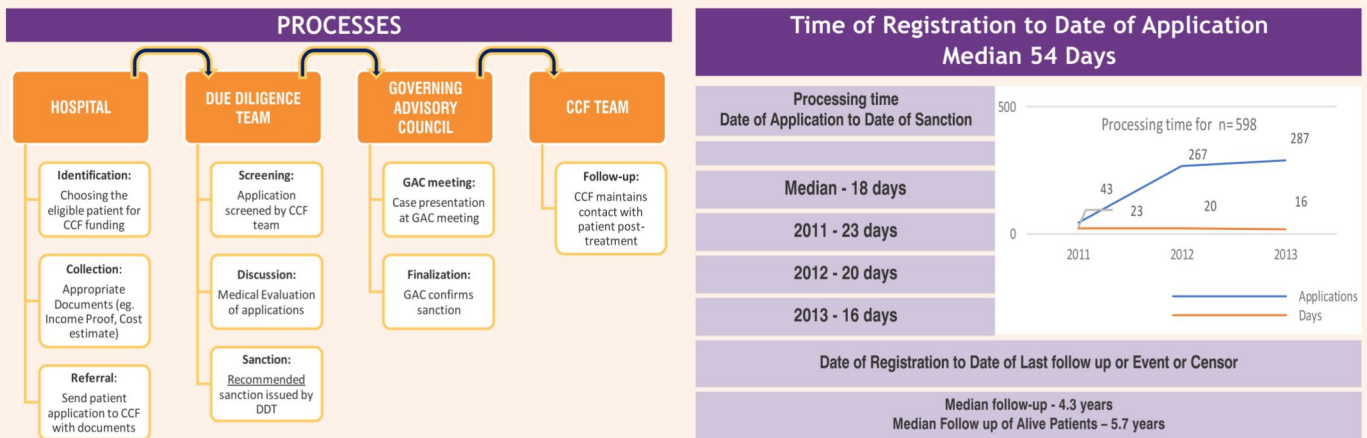 PROCESSES
HOSPITAL
Identification:
Choosing the
eligible patient for
CCF funding
Collection:
Appropriate
Documents (eg.
Income Proof, Cost
estimate)
Referral:
Send patient
application to CCF
with documents
DUE DILIGENCE
TEAM
Screening:
Application
screened by CCF
team
Discussion:
Medical Evaluation
of applications
Sanction:
Recommended
sanction issued by
DDT
GOVERNING
ADVISORY
COUNCIL
GAC meeting:
Case presentation
at GAC meeting
Finalization:
GAC confirms
sanction
CCF TEAM
Follow-up:
CCF maintains
contact with
patient post-
treatment
Time of Registration to Date of Application
Median 54 Days
Processing time
Date of Application to Date of Sanction
Median - 18 days
2011 - 23 days
2012 - 20 days
2013 - 16 days
500
Processing time for n= 598
267
287
43
23
20
16
0
2011
2012
2013
Applications
Days
Date of Registration to Date of Last follow up or Event or Censor
Median follow-up - 4.3 years
Median Follow up of Alive Patients – 5.7 years